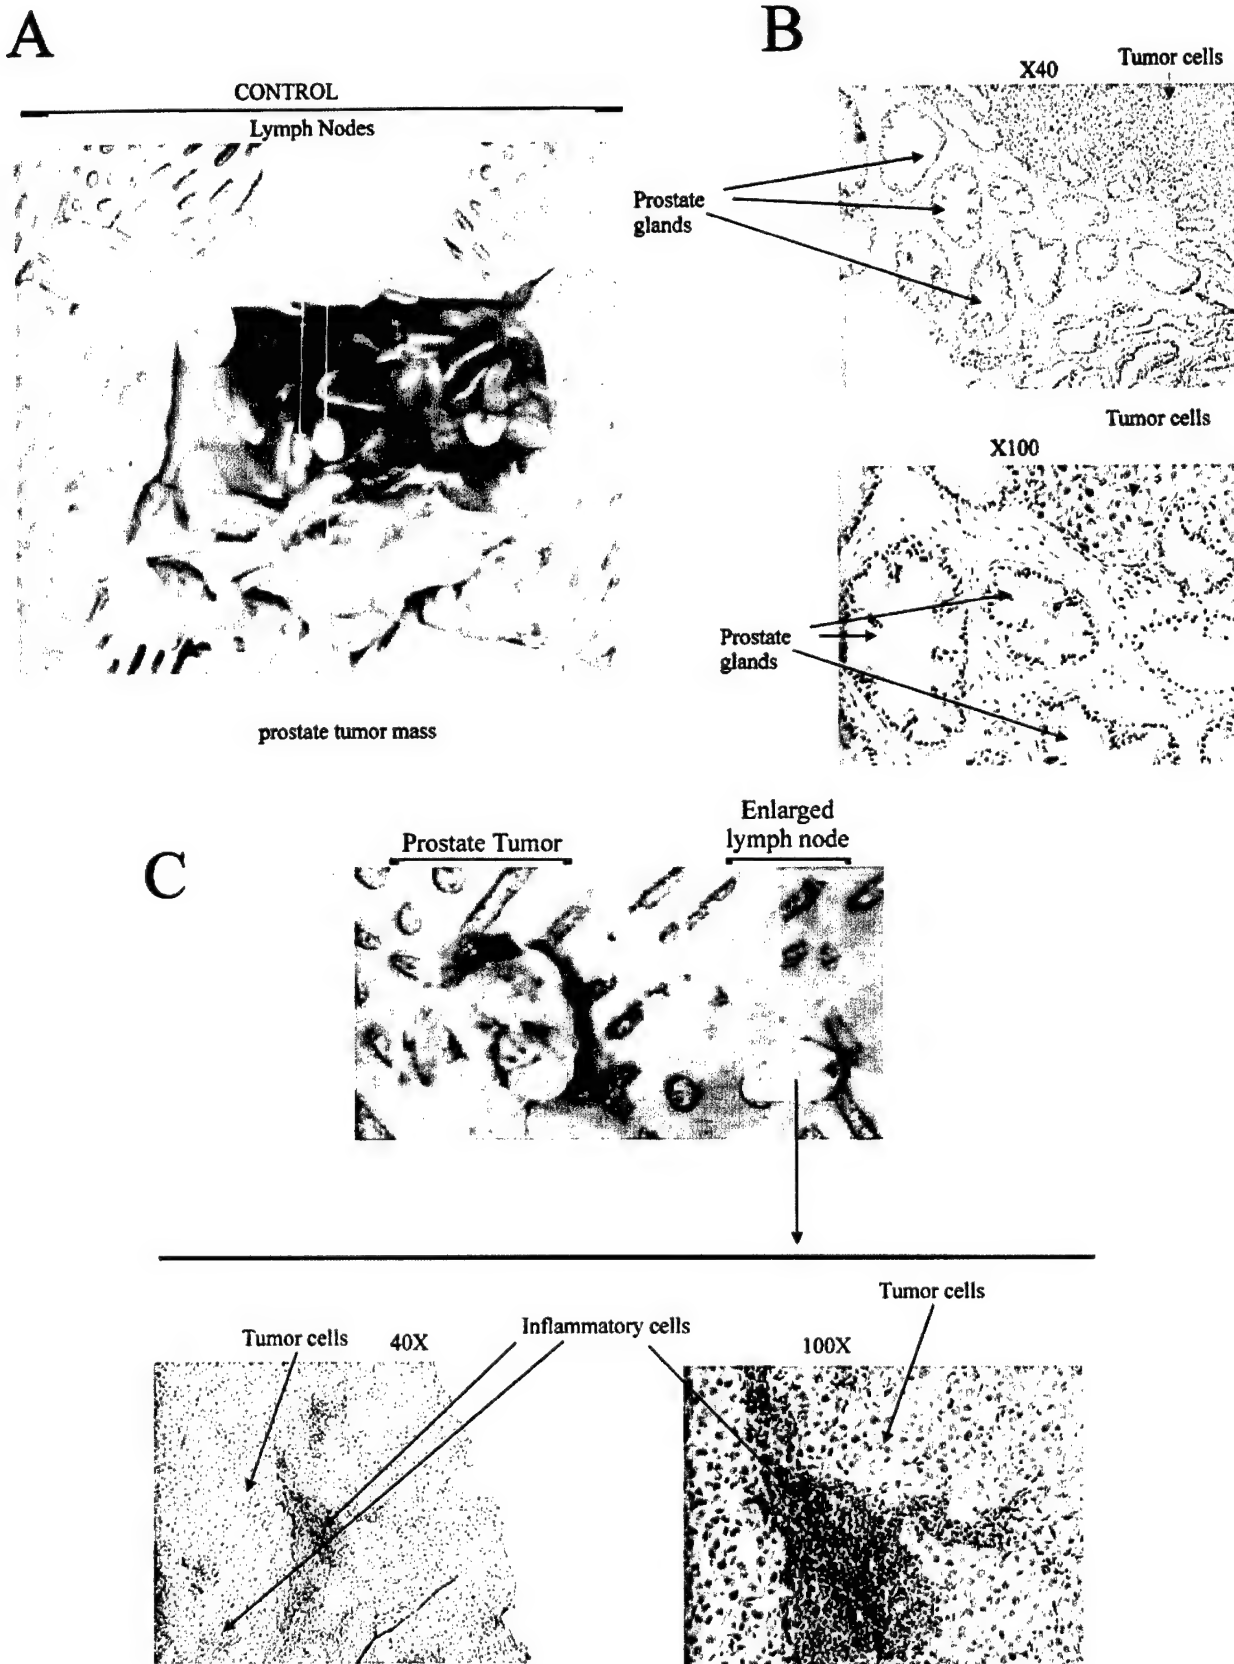 A
CONTROL
Lymph Nodes
prostate tumor mass
B
X40
Tumor cells
Prostate
glands
Tumor cells
X100
Prostate
glands
C
Prostate Tumor
Enlarged
lymph node
Tumor cells
40X
Inflammatory cells
100X
Tumor cells